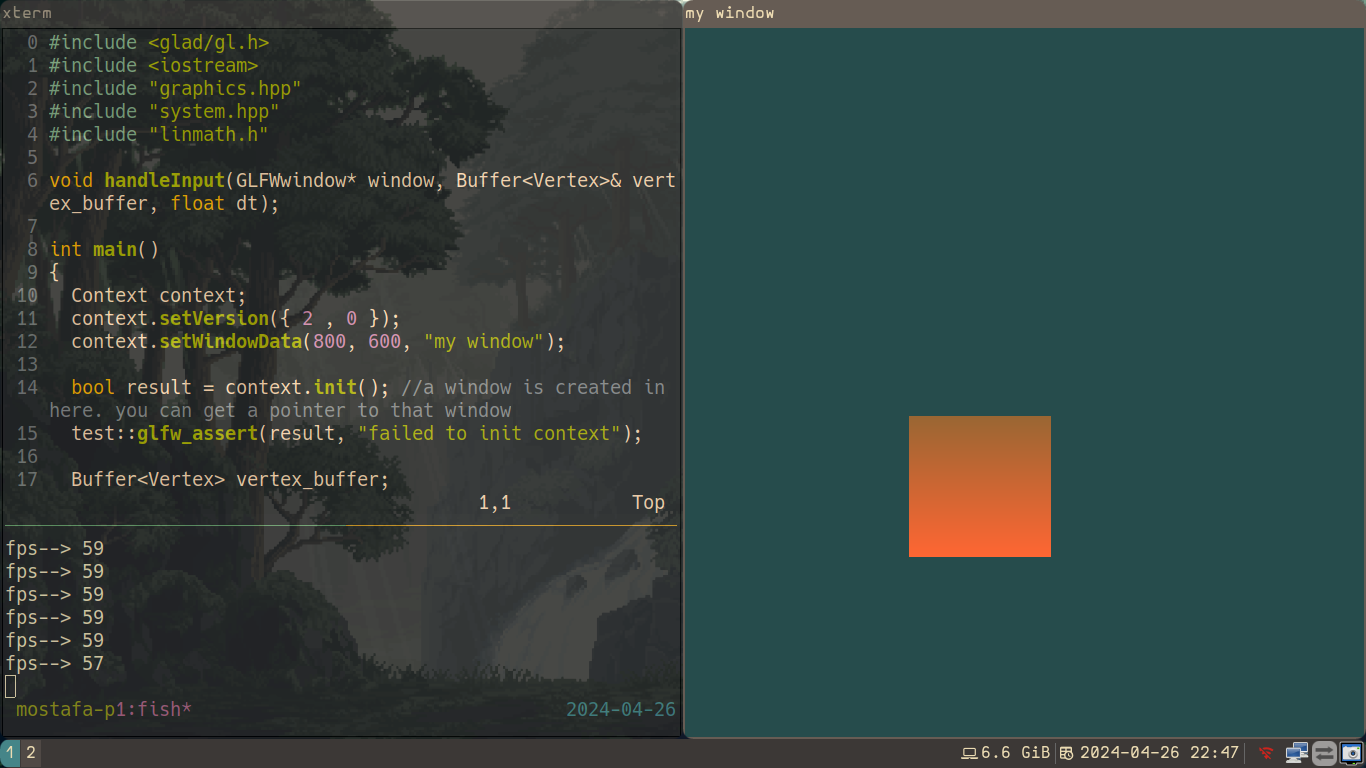 xterm
my window
0 #include <glad/gl.h>
1 #include <iostream>
2 #include "graphics.hpp"
3 #include "system.hpp"
4 #include "linmath.h"
5
6 void handleInput(GLFWwindow* window, Buffer<Vertex>& vert
ex_buffer, float dt);
7
8 int main()
9 {
10   Context context;
11   context.setVersion({ 2 , 0 });
12   context.setWindowData(800, 600, "my window");
13
14   bool result = context.init(); //a window is created in
here. you can get a pointer to that window
15   test::glfw_assert(result, "failed to init context");
16
17   Buffer<Vertex> vertex_buffer;
1,1 Top
fps--> 59
fps--> 59
fps--> 59
fps--> 59
fps--> 59
fps--> 57
mostafa-p1:fish* 2024-04-26
1 2 6.6 GiB 2024-04-26 22:47